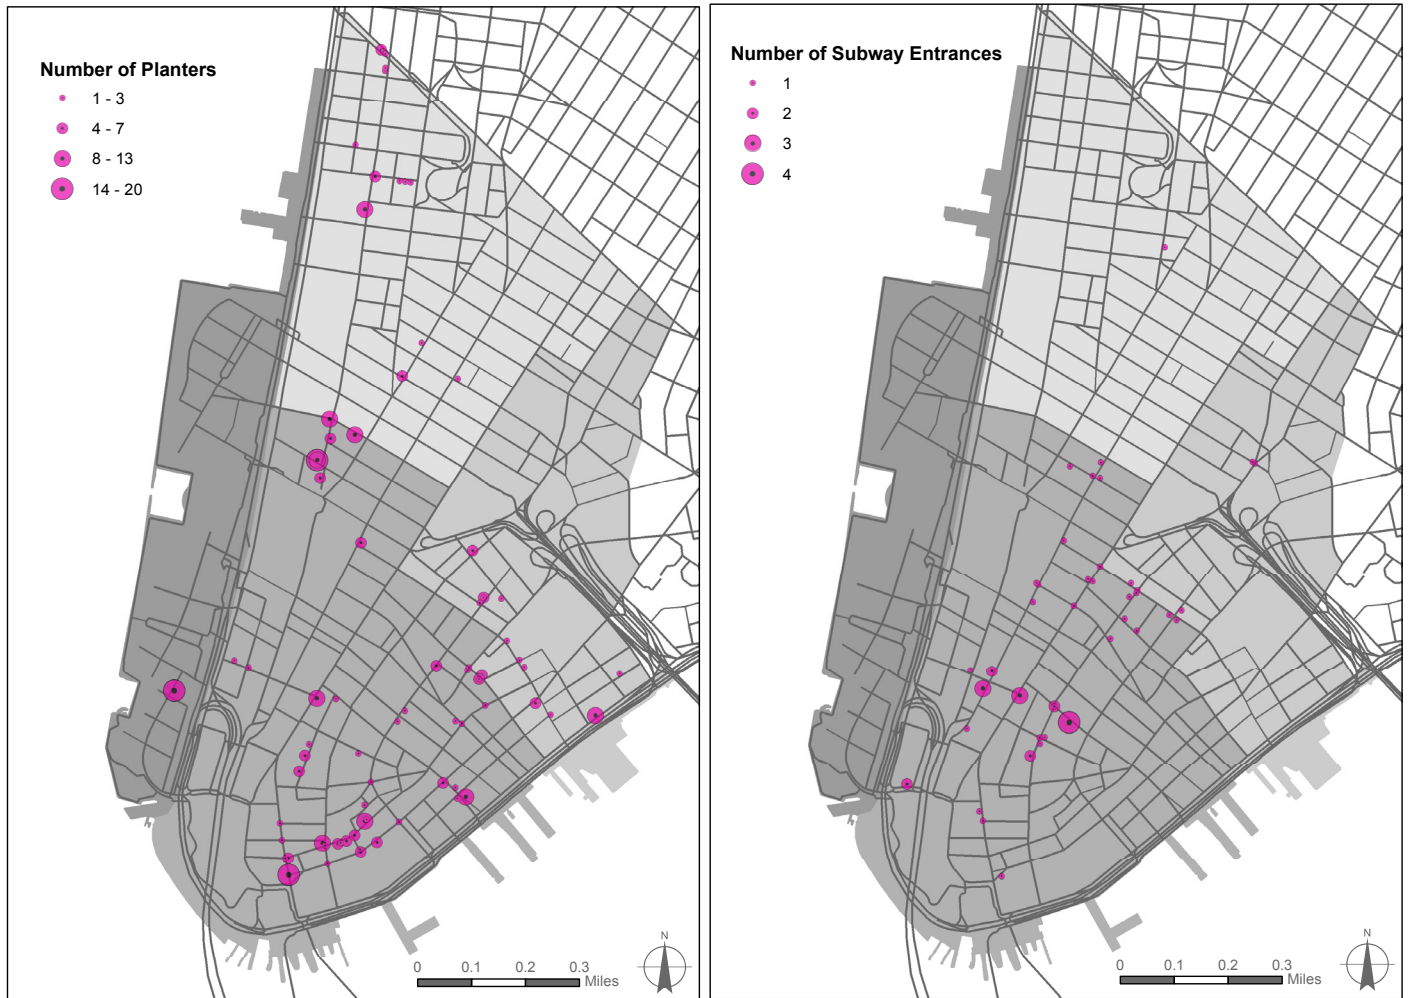 Number of Planters
1 - 3
4 - 7
8 - 13
14 - 20
N
0 0.1 0.2 0.3
Miles
Number of Subway Entrances
1
2
3
4
N
0 0.1 0.2 0.3
Miles